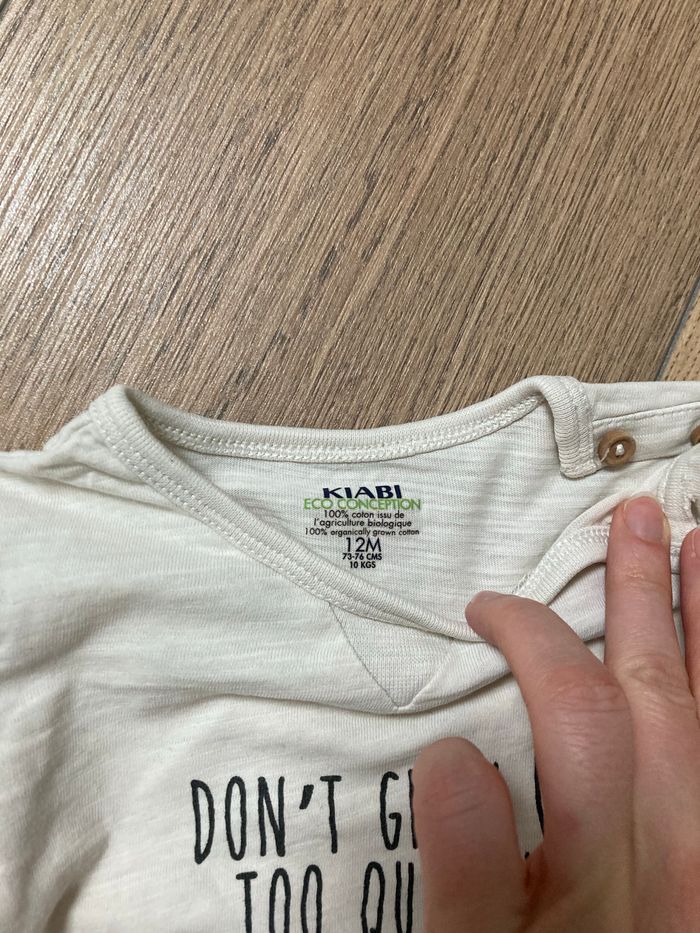 KIABI
ECO CONCEPTION
100% coton issu de
l'agriculture biologique
100% organically grown cotton
12M
73-76 CMS
10 KGS
DON'T
TOO